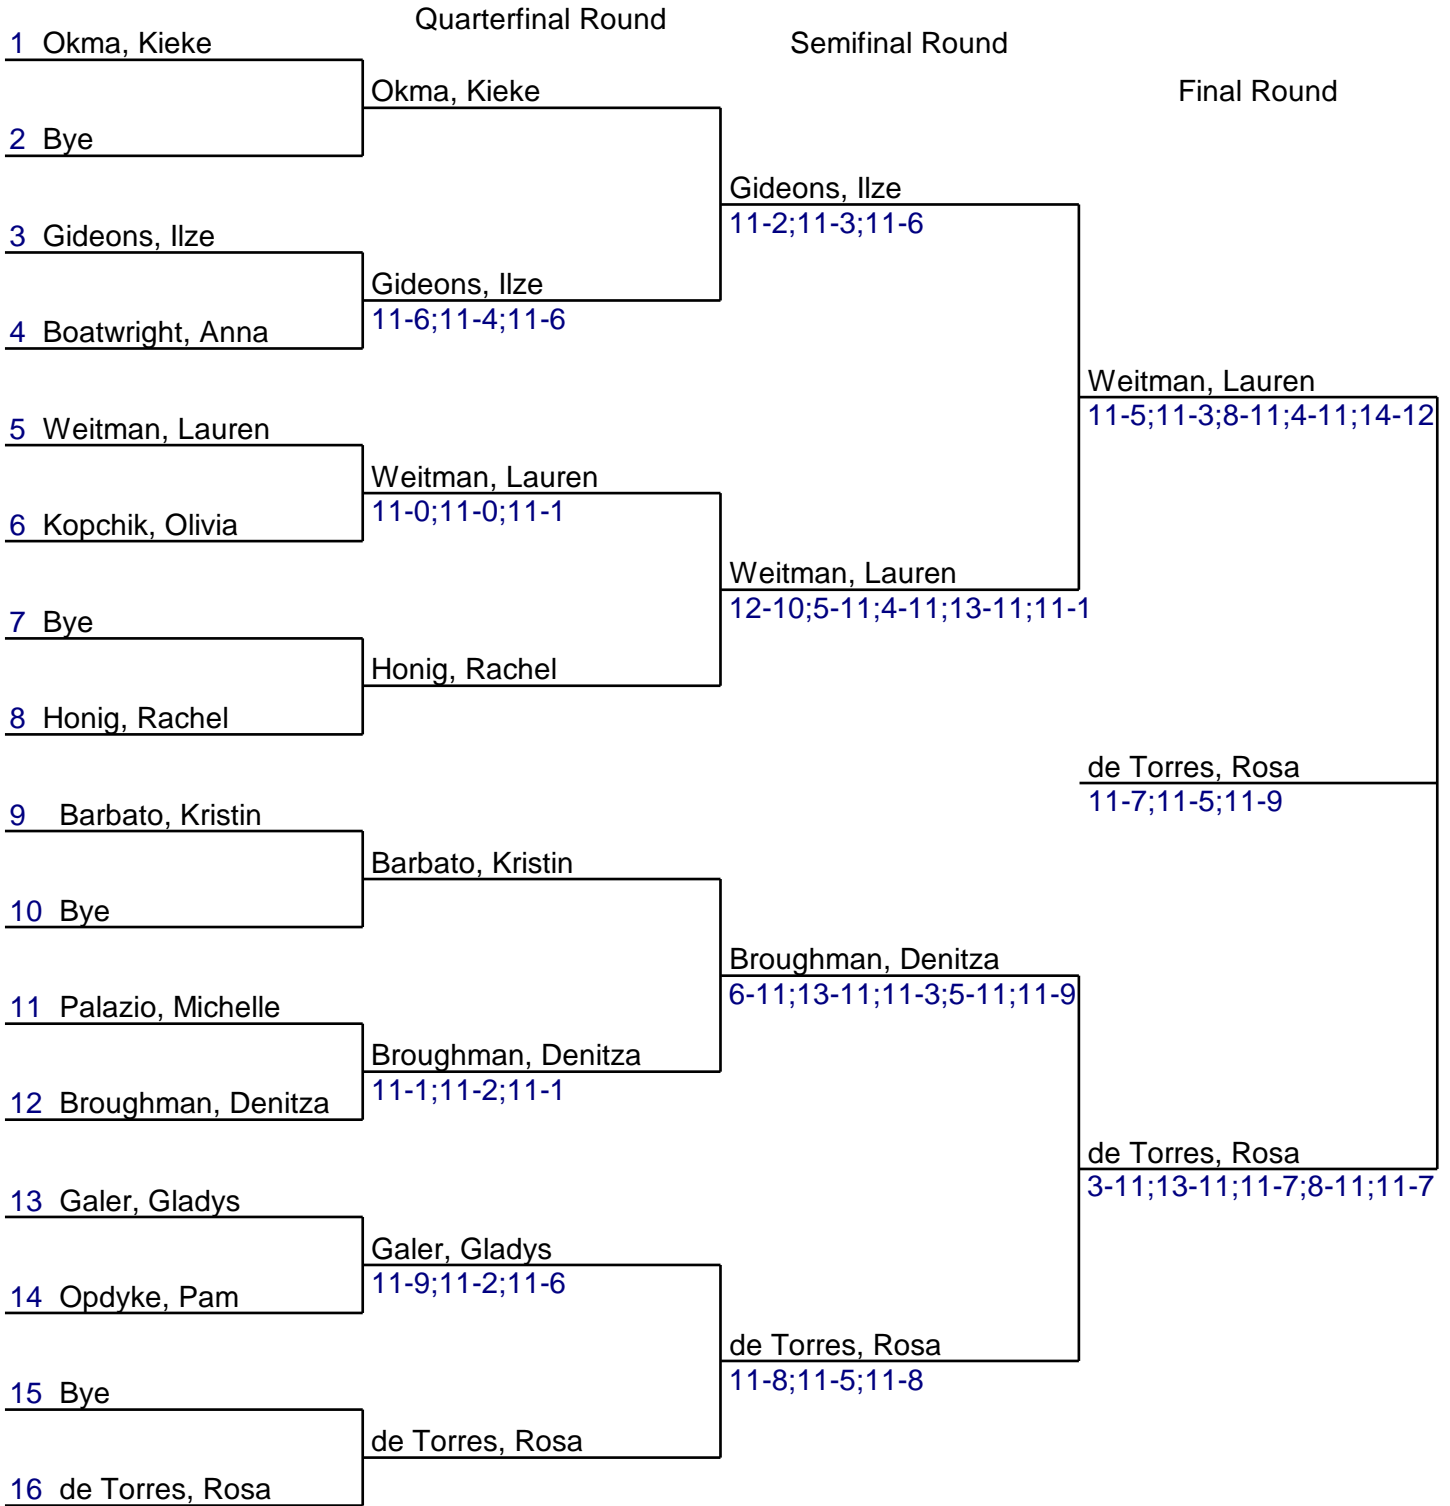 Quarterfinal Round
Semifinal Round
Final Round
1 Okma, Kieke
Okma, Kieke
2 Bye
Gideons, Ilze
11-2;11-3;11-6
3 Gideons, Ilze
Gideons, Ilze
11-6;11-4;11-6
4 Boatwright, Anna
Weitman, Lauren
11-5;11-3;8-11;4-11;14-12
5 Weitman, Lauren
Weitman, Lauren
11-0;11-0;11-1
6 Kopchik, Olivia
Weitman, Lauren
12-10;5-11;4-11;13-11;11-1
7 Bye
Honig, Rachel
8 Honig, Rachel
de Torres, Rosa
11-7;11-5;11-9
9 Barbato, Kristin
Barbato, Kristin
10 Bye
Broughman, Denitza
6-11;13-11;11-3;5-11;11-9
11 Palazio, Michelle
Broughman, Denitza
11-1;11-2;11-1
12 Broughman, Denitza
de Torres, Rosa
3-11;13-11;11-7;8-11;11-7
13 Galer, Gladys
Galer, Gladys
11-9;11-2;11-6
14 Opdyke, Pam
de Torres, Rosa
11-8;11-5;11-8
15 Bye
de Torres, Rosa
16 de Torres, Rosa